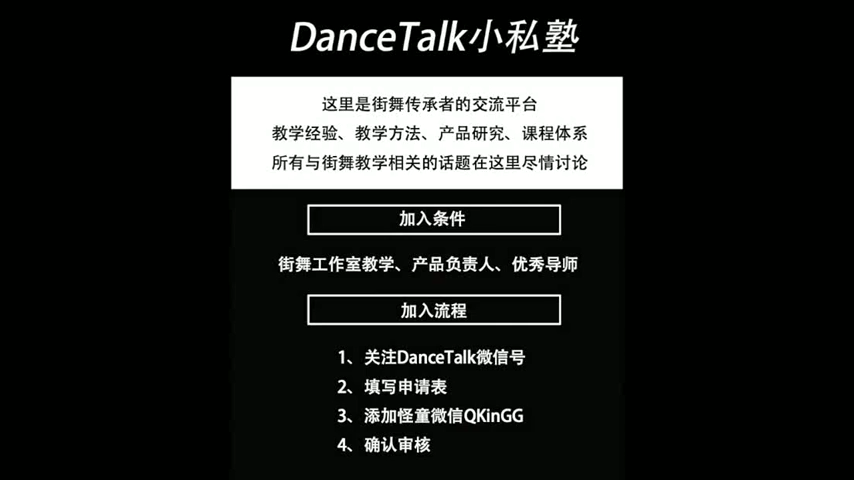 DanceTalk小私塾
这里是街舞传承者的交流平台
教学经验、教学方法、产品研究、课程体系
所有与街舞教学相关的话题在这里尽情讨论
加入条件
街舞工作室教学、产品负责人、优秀导师
加入流程
1、关注DanceTalk微信号
2、填写申请表
3、添加怪童微信QKinGG
4、确认审核